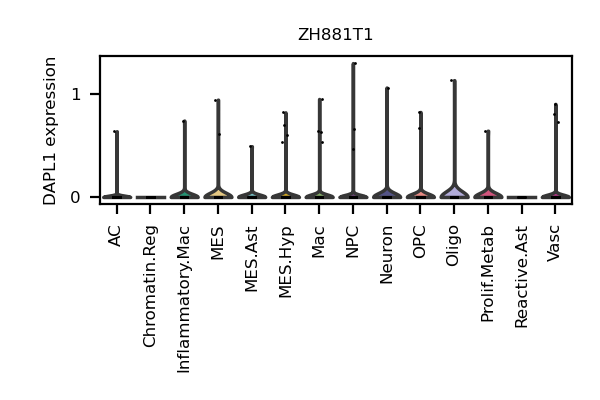 ZH881T1
DAPL1 expression
1
0
AC
Chromatin.Reg
Inflammatory.Mac
MES
MES.Ast
MES.Hyp
Mac
NPC
Neuron
OPC
Oligo
Prolif.Metab
Reactive.Ast
Vasc